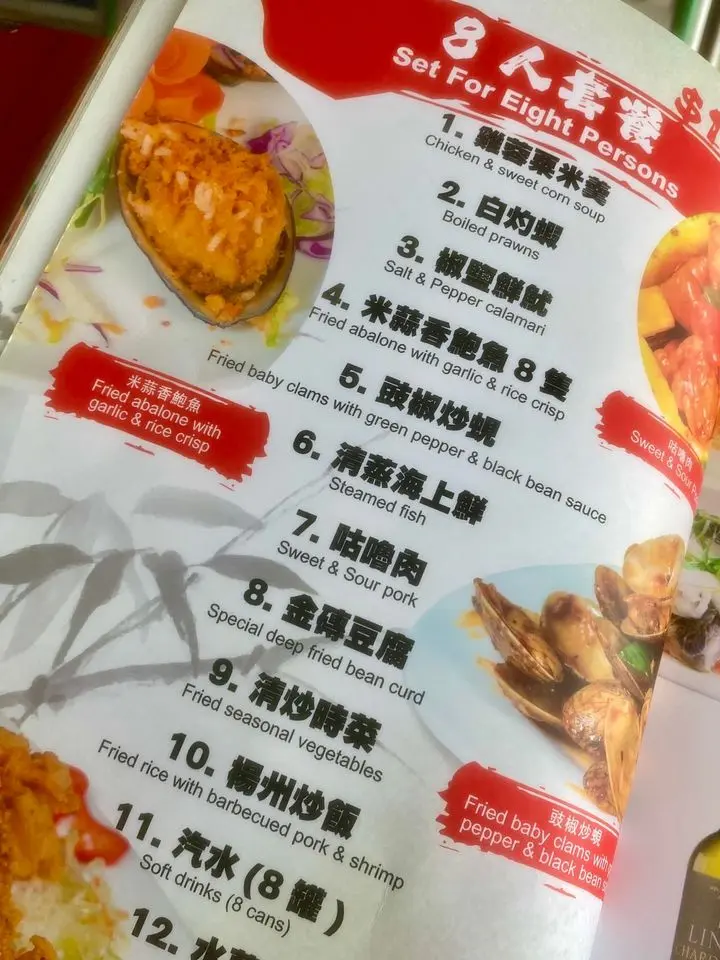 8 人套餐
Set For Eight Persons
1. 雞蓉粟米羹
Chicken & sweet corn soup
2. 白灼蝦
Boiled prawns
3. 椒鹽鮮魷
Salt & Pepper calamari
4. 米蒜香鮑魚 8 隻
Fried abalone with garlic & rice crisp
5. 豉椒炒蜆
Fried baby clams with green pepper & black bean sauce
6. 清蒸海上鮮
Steamed fish
7. 咕嚕肉
Sweet & Sour pork
8. 金磚豆腐
Special deep fried bean curd
9. 清炒時菜
Fried seasonal vegetables
10. 楊州炒飯
Fried rice with barbecued pork & shrimp
11. 汽水 (8 罐)
Soft drinks (8 cans)
12. 水
米蒜香鮑魚
Fried abalone with
garlic & rice crisp
咕嚕肉
Sweet & Sour
豉椒炒蜆
Fried baby clams with
pepper & black bean
LIN